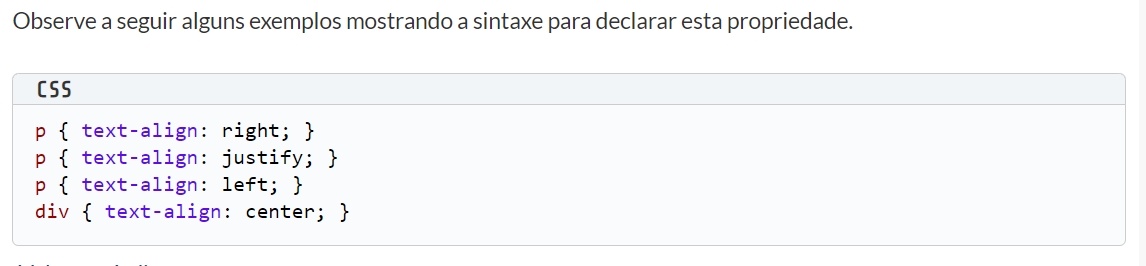 Observe a seguir alguns exemplos mostrando a sintaxe para declarar esta propriedade.
CSS
p { text-align: right; }
p { text-align: justify; }
p { text-align: left; }
div { text-align: center; }